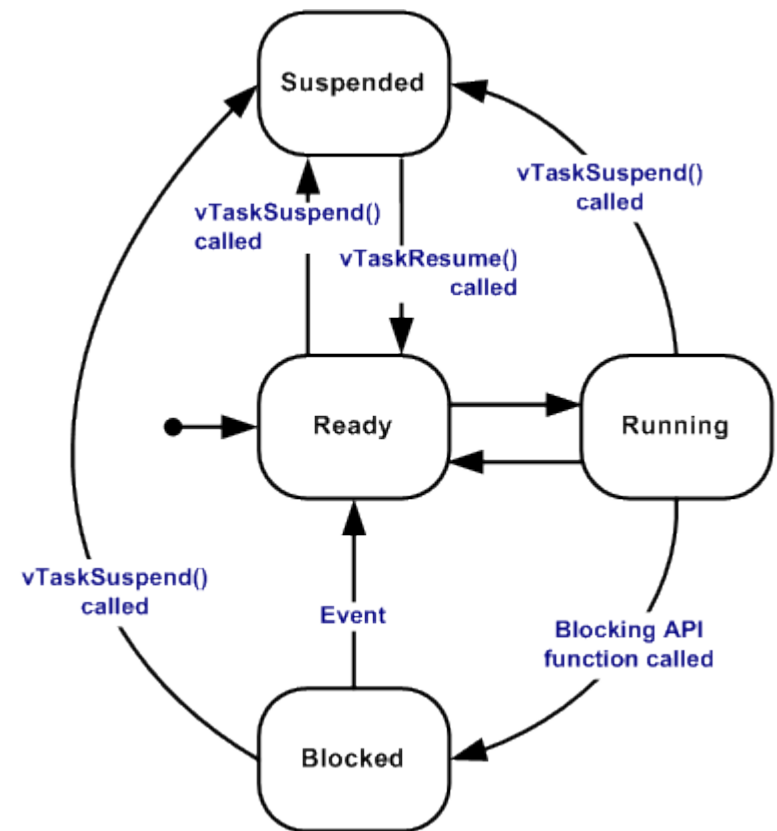 Suspended
vTaskSuspend()
called
vTaskSuspend()
called
vTaskResume()
called
Ready
Running
vTaskSuspend()
called
Event
Blocking API
function called
Blocked